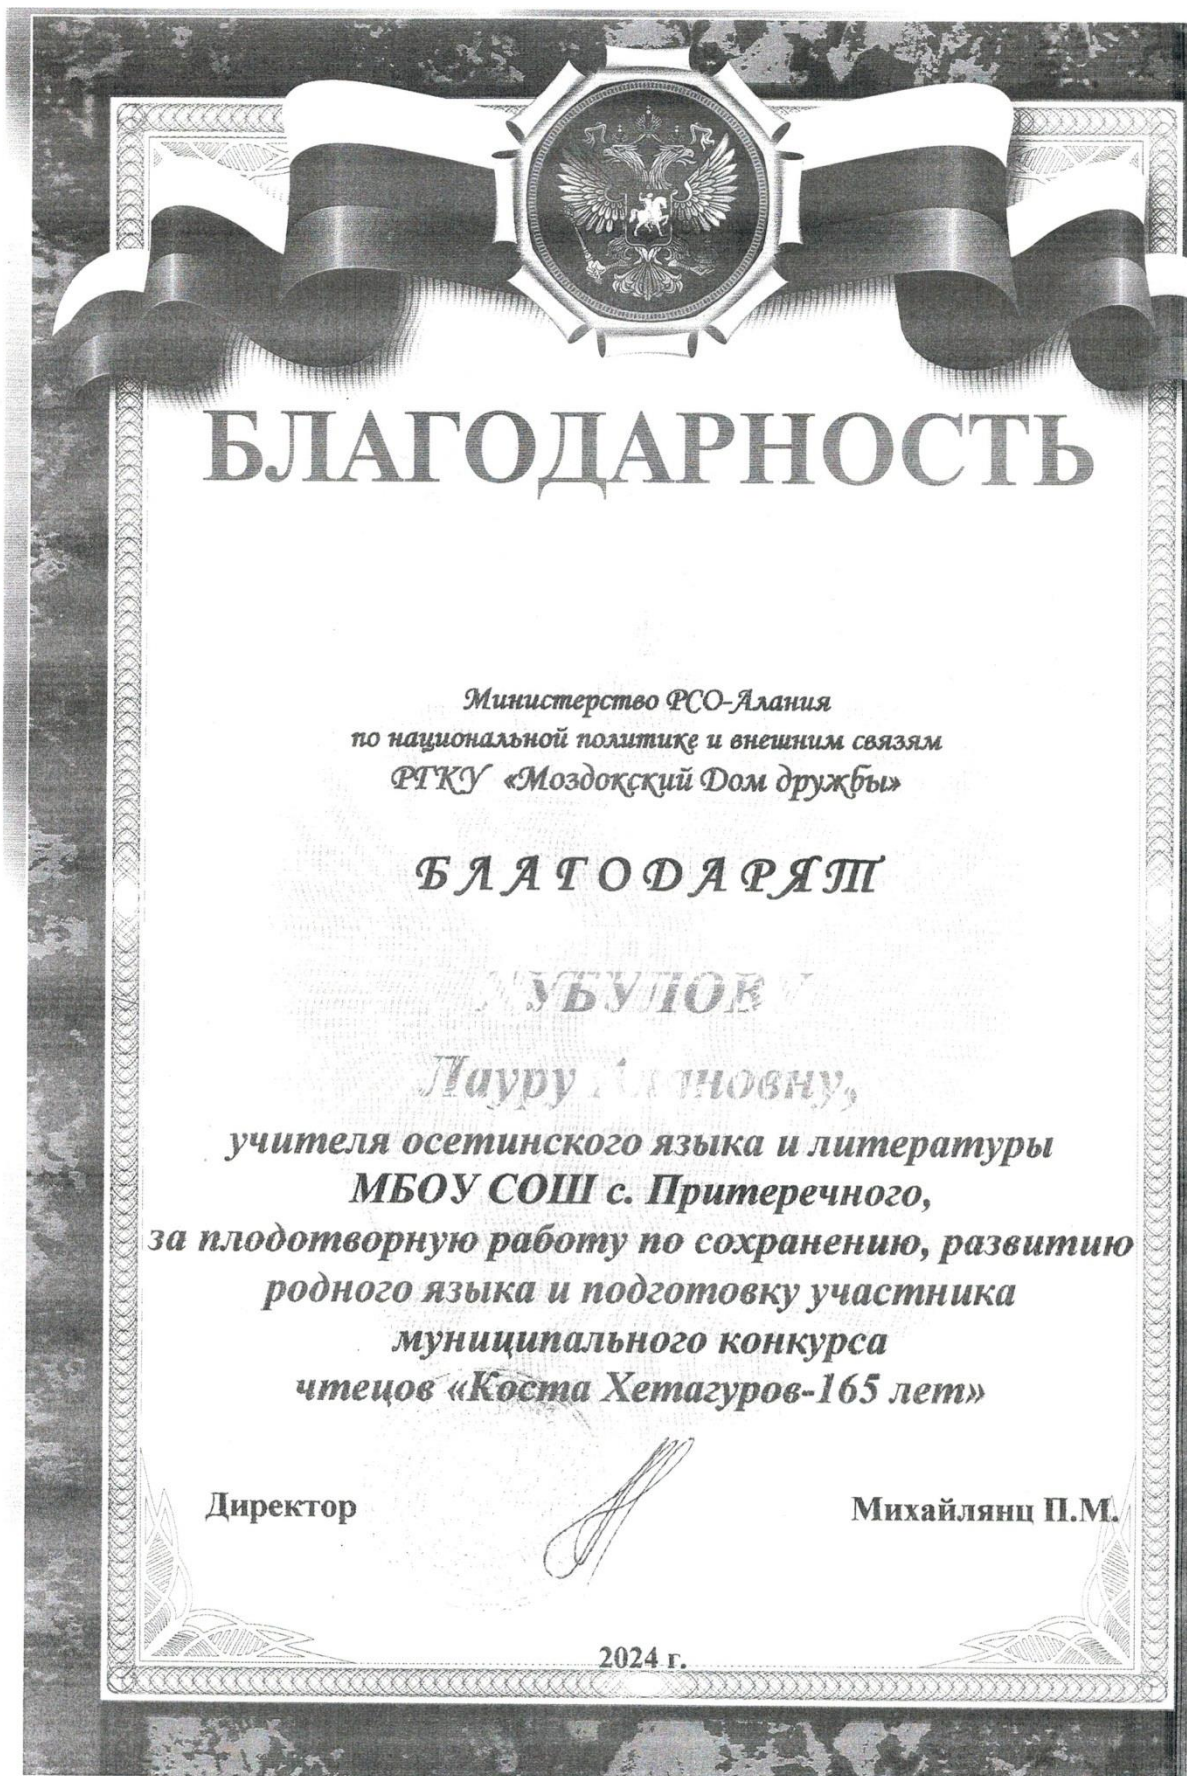 БЛАГОДАРНОСТЬ
Министерство РСО-Алания
по национальной политике и внешним связям
РГКУ «Моздокский Дом дружбы»
БЛАГОДАРЯТ
Лауру
учителя осетинского языка и литературы
МБОУ СОШ с. Притеречного,
за плодотворную работу по сохранению, развитию
родного языка и подготовку участника
муниципального конкурса
чтецов «Коста Хетагуров-165 лет»
Директор Михайлянц П.М.
2024 г.